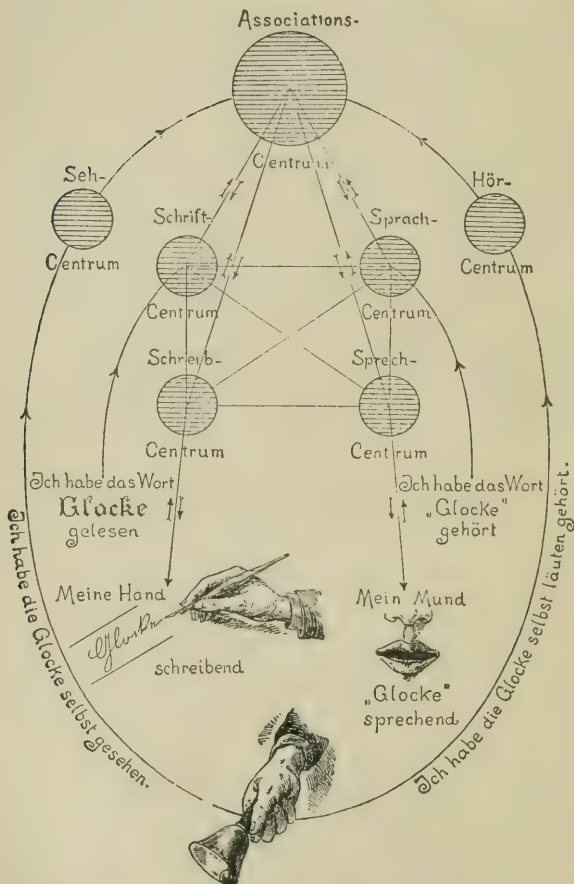 Associations-
Centrum
Seh-
Centrum
Hör-
Centrum
Schrift-
Centrum
Sprach-
Centrum
Schreib-
Centrum
Sprech-
Centrum
Ich habe das Wort
Glocke
gelesen
Ich habe das Wort
„Glocke"
gehört
Meine Hand
Glocke
schreibend
Mein Mund
„Glocke"
sprechend
Ich habe die Glocke selbst gesehen.
Ich habe die Glocke selbst läuten gehört.